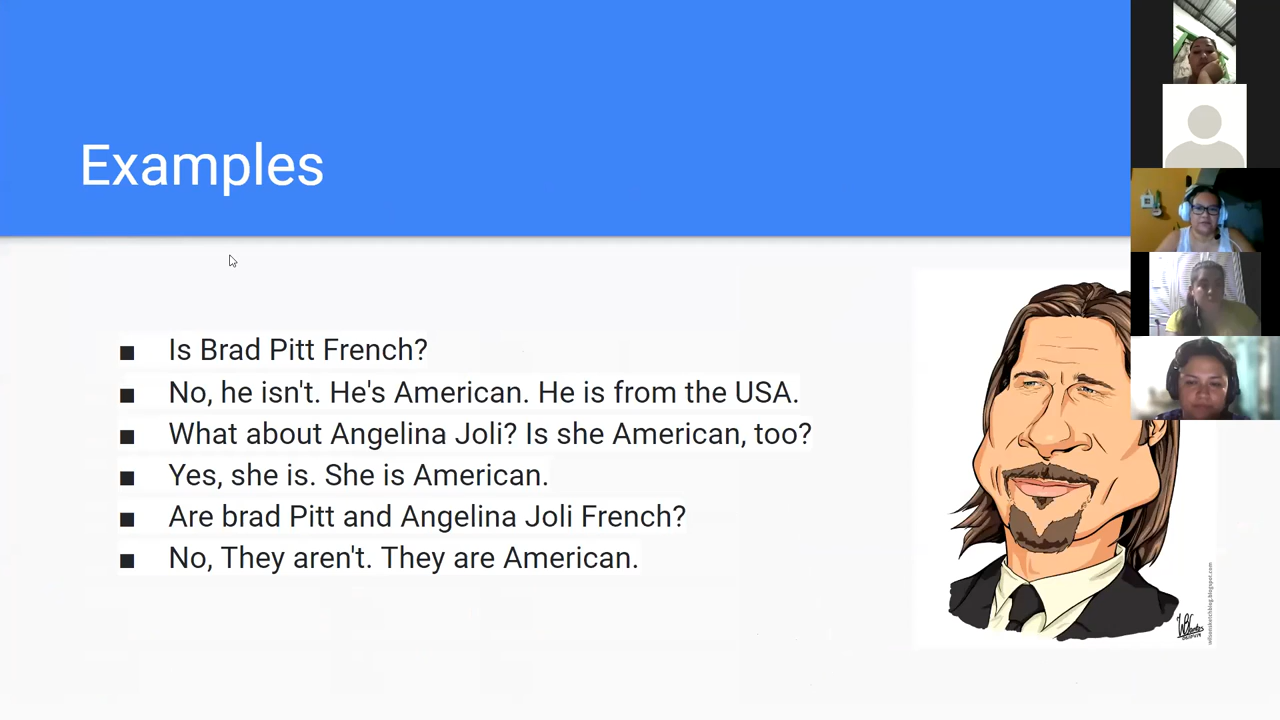 Examples
■ Is Brad Pitt French?
■ No, he isn't. He's American. He is from the USA.
■ What about Angelina Joli? Is she American, too?
■ Yes, she is. She is American.
■ Are brad Pitt and Angelina Joli French?
■ No, They aren't. They are American.